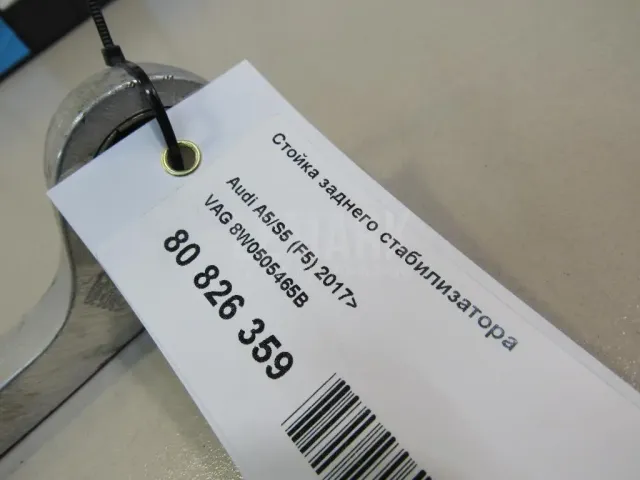 Стойка заднего стабилизатора
Audi A5/S5 (F5) 2017>
VAG 8W0505465B
80 826 359